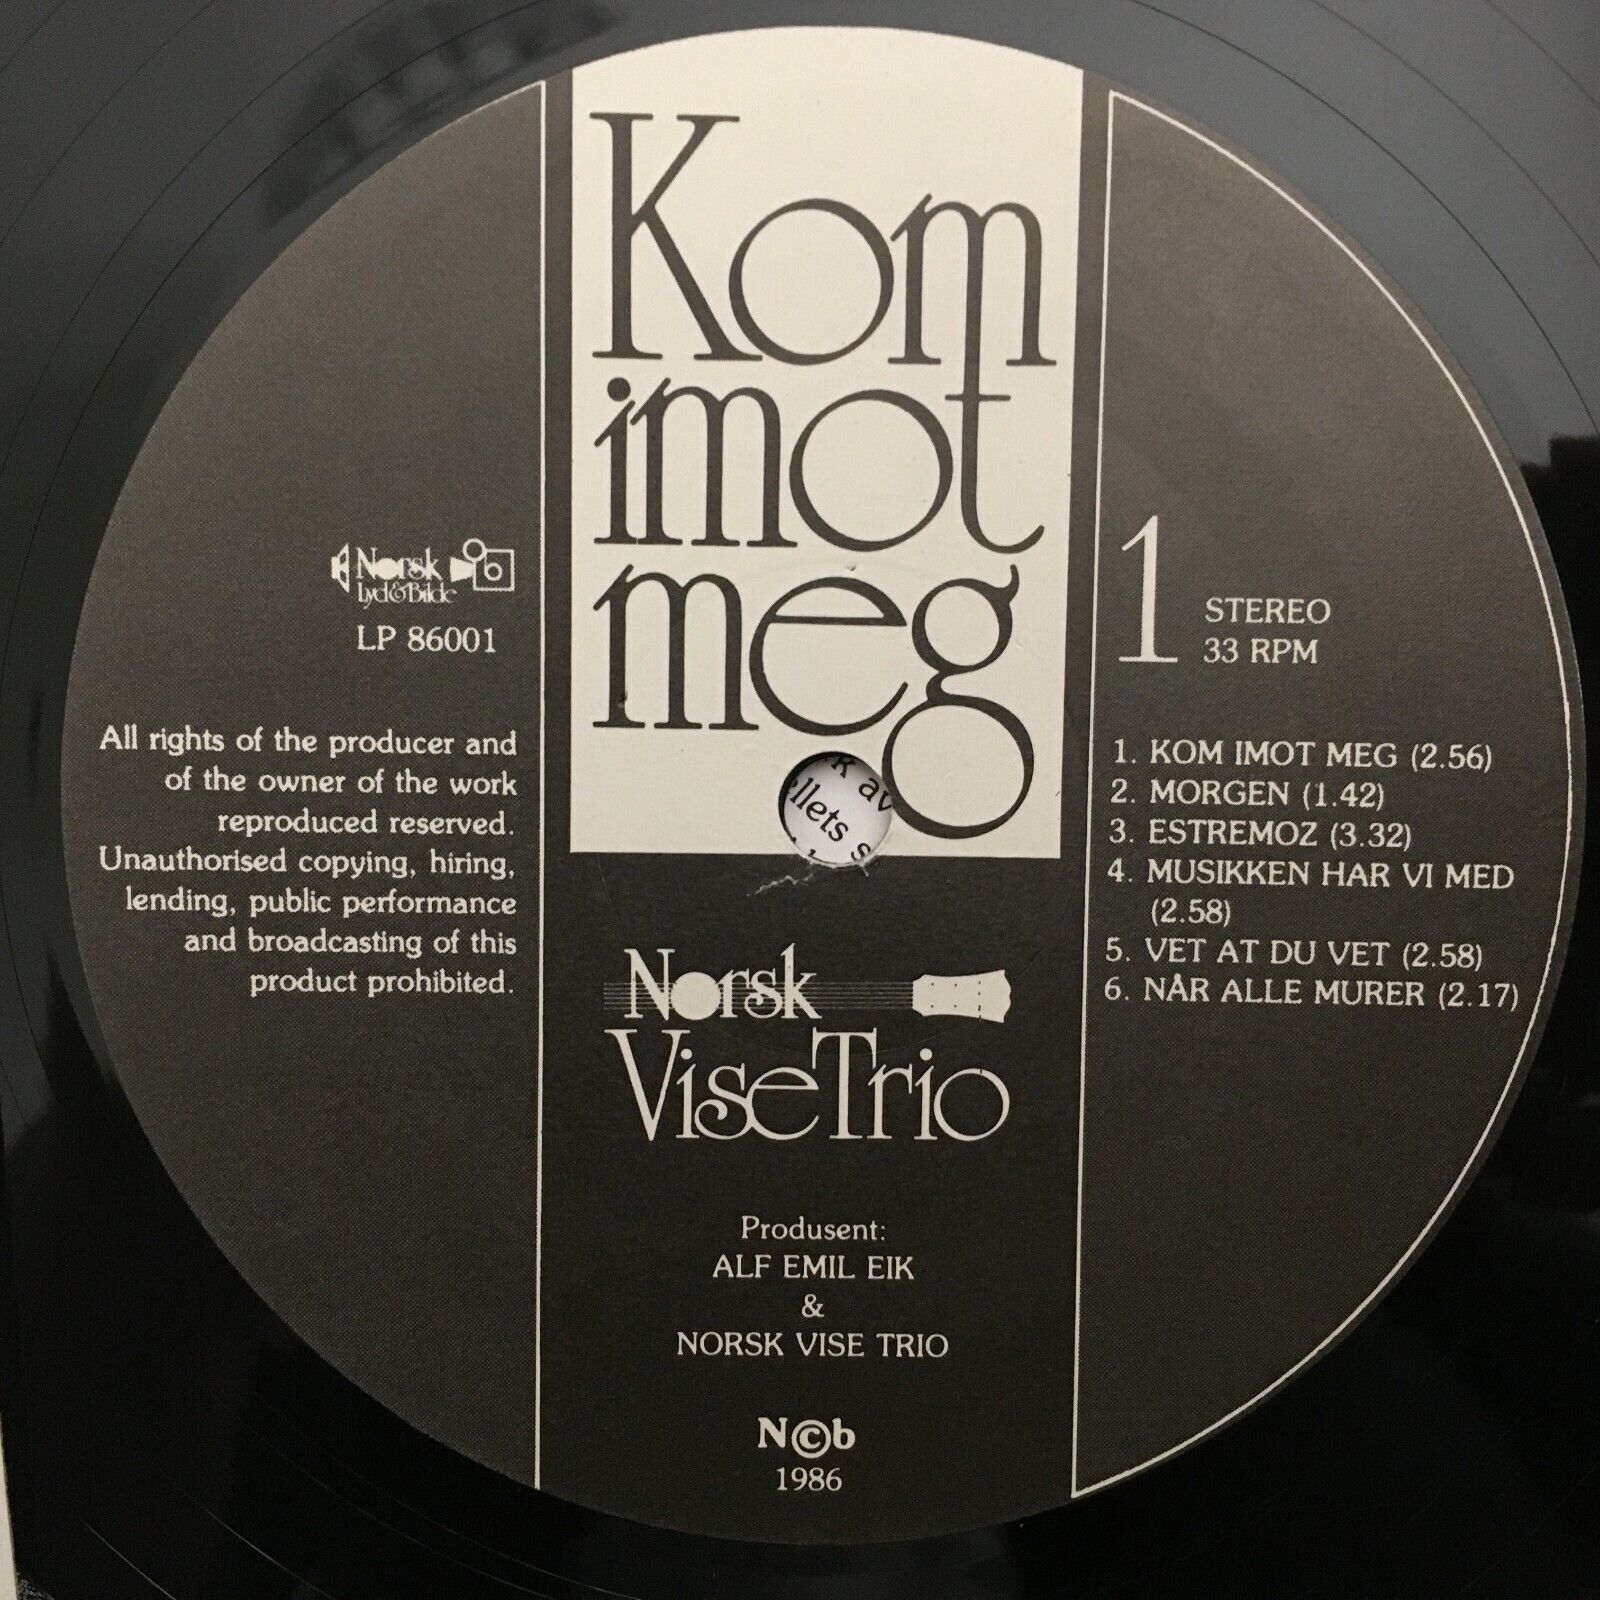 Kom
imot
meg
Norsk
Lyd&Bilde
LP 86001
All rights of the producer and
of the owner of the work
reproduced reserved.
Unauthorised copying, hiring,
lending, public performance
and broadcasting of this
product prohibited.
1
STEREO
33 RPM
1. KOM IMOT MEG (2.56)
2. MORGEN (1.42)
3. ESTREMOZ (3.32)
4. MUSIKKEN HAR VI MED
(2.58)
5. VET AT DU VET (2.58)
6. NÅR ALLE MURER (2.17)
av
Norsk
ViseTrio
Produsent:
ALF EMIL EIK
&
NORSK VISE TRIO
N©b
1986